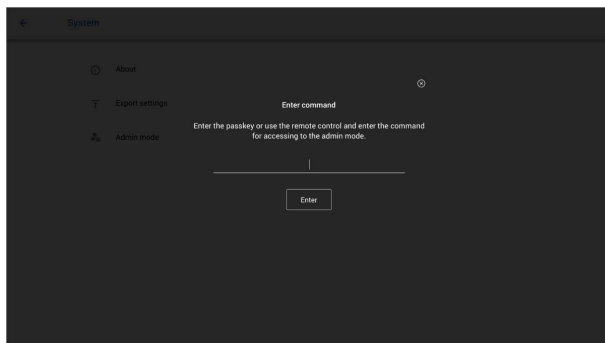 System
About
Export settings
Admin mode
Enter command
Enter the passkey or use the remote control and enter the command
for accessing to the admin mode.
Enter